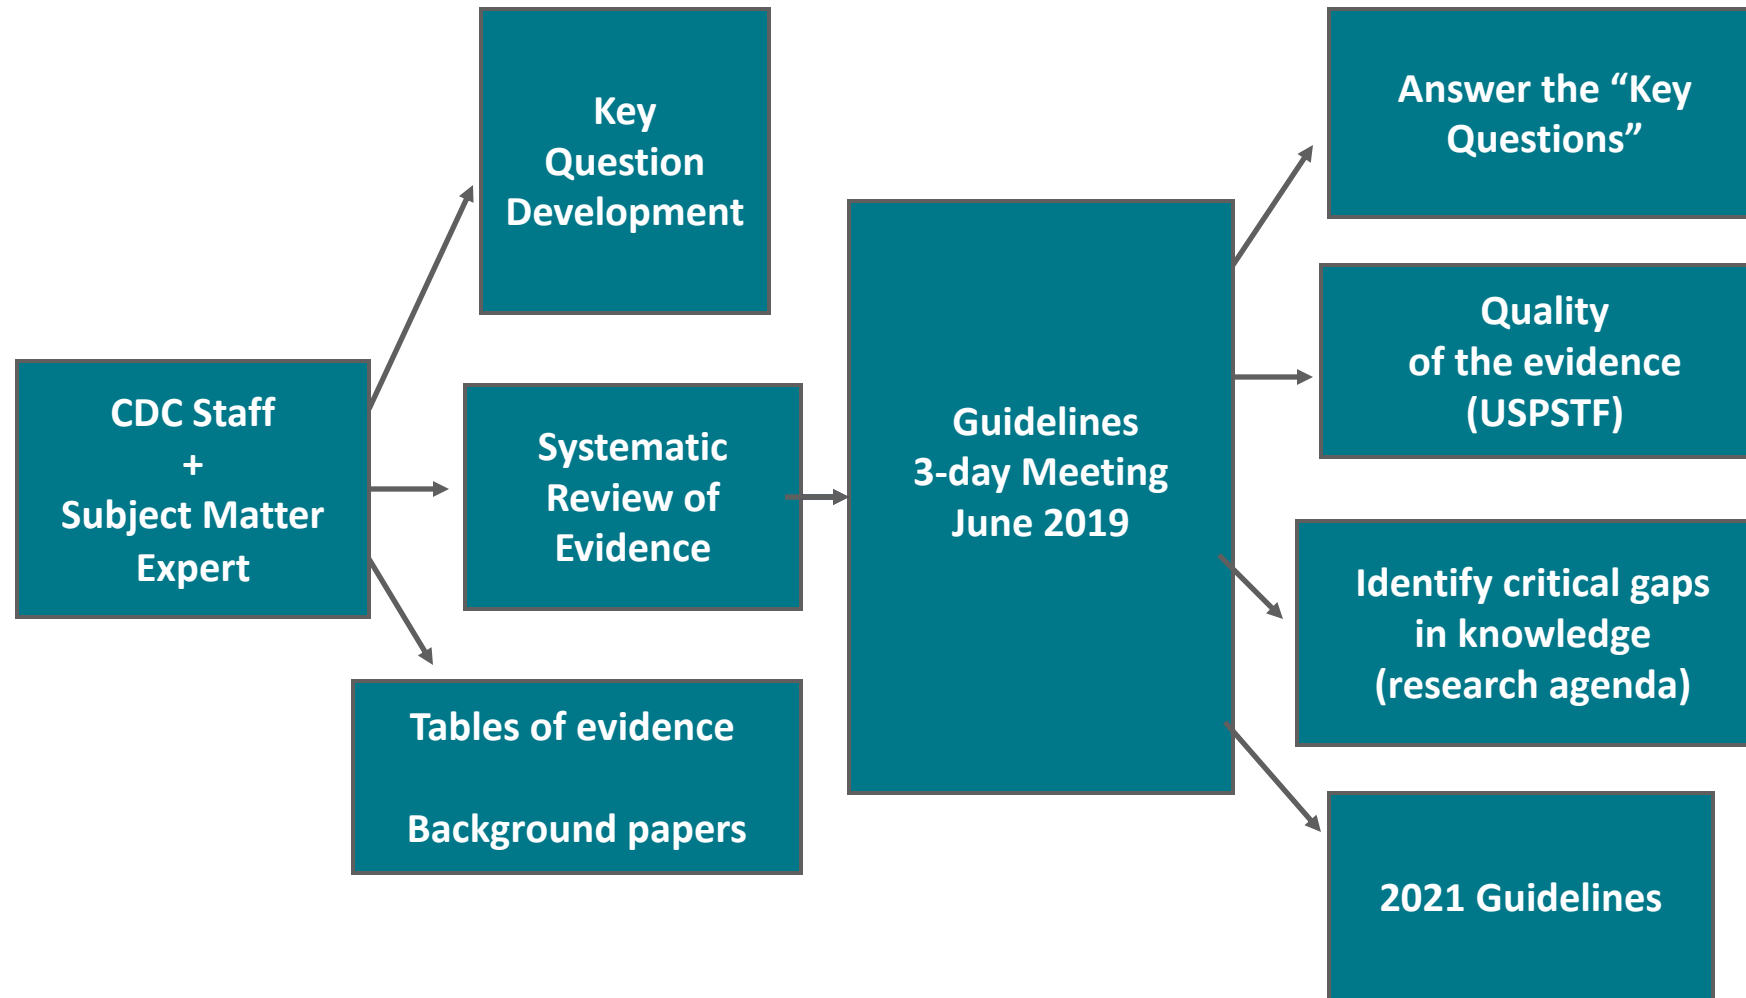 CDC Staff
+
Subject Matter
Expert
Key
Question
Development
Systematic
Review of
Evidence
Tables of evidence
Background papers
Guidelines
3-day Meeting
June 2019
Answer the “Key
Questions”
Quality
of the evidence
(USPSTF)
Identify critical gaps
in knowledge
(research agenda)
2021 Guidelines